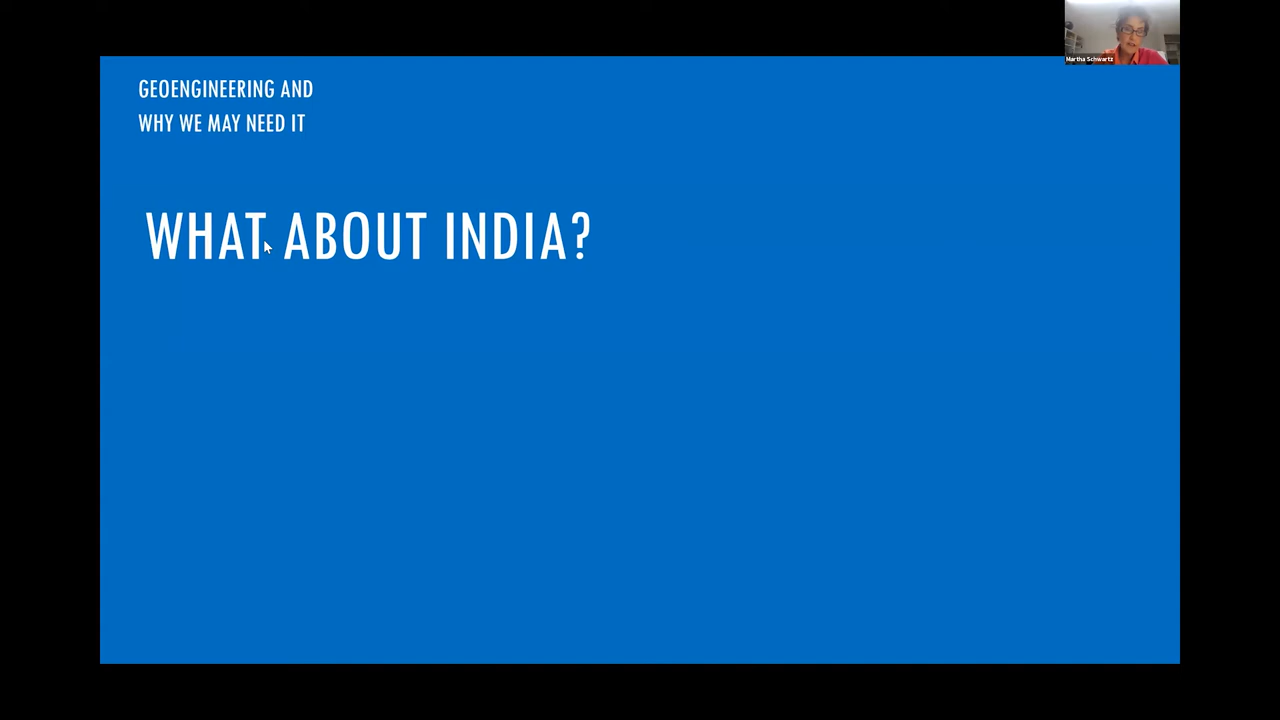 Martha Schwartz
GEOENGINEERING AND
WHY WE MAY NEED IT
WHAT ABOUT INDIA?